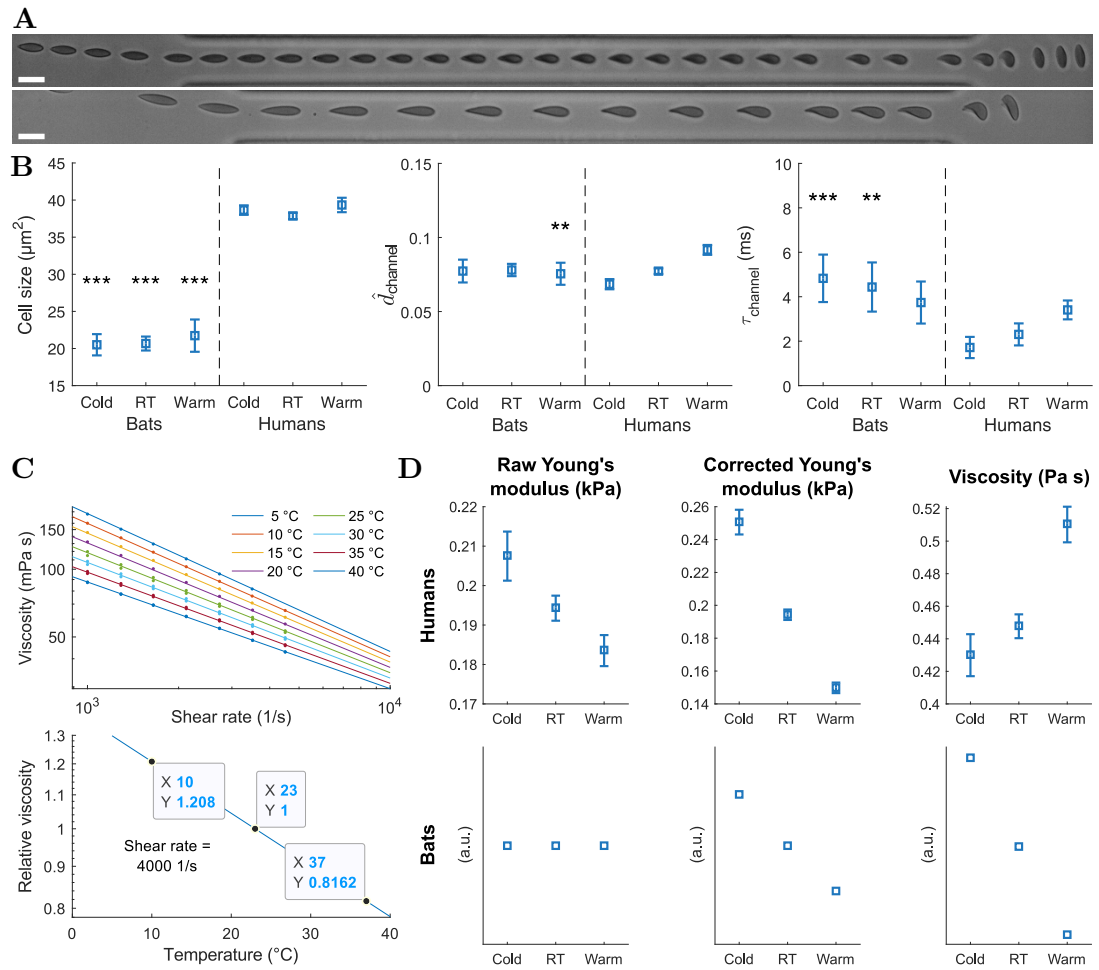 A
B
45
40
35
30
25
20
15
Cell size (µm²)
*** *** ***
Cold RT Warm Cold RT Warm
Bats Humans
0.15
0.1
0.05
0
d̂channel
**
Cold RT Warm Cold RT Warm
Bats Humans
10
8
6
4
2
0
τchannel (ms)
*** **
Cold RT Warm Cold RT Warm
Bats Humans
C
150
100
50
Viscosity (mPa s)
5 °C 25 °C
10 °C 30 °C
15 °C 35 °C
20 °C 40 °C
10³ 10⁴
Shear rate (1/s)
1.3
1.2
1.1
1
0.9
0.8
Relative viscosity
X 10
Y 1.208
X 23
Y 1
X 37
Y 0.8162
Shear rate =
4000 1/s
0 10 20 30 40
Temperature (°C)
D
Raw Young's
modulus (kPa)
Corrected Young's
modulus (kPa)
Viscosity (Pa s)
Humans
0.22
0.21
0.2
0.19
0.18
0.17
Cold RT Warm
0.26
0.24
0.22
0.2
0.18
0.16
0.14
Cold RT Warm
0.52
0.5
0.48
0.46
0.44
0.42
0.4
Cold RT Warm
Bats
(a.u.)
Cold RT Warm
(a.u.)
Cold RT Warm
(a.u.)
Cold RT Warm